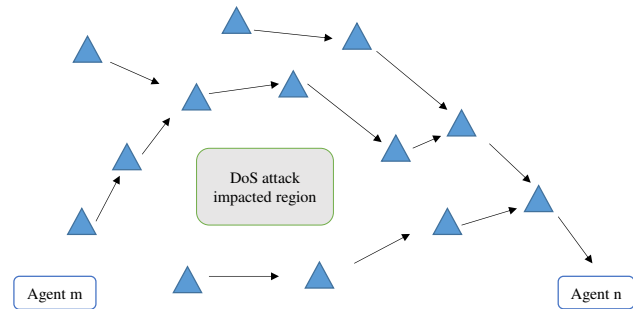 DoS attack
impacted region
Agent m
Agent n